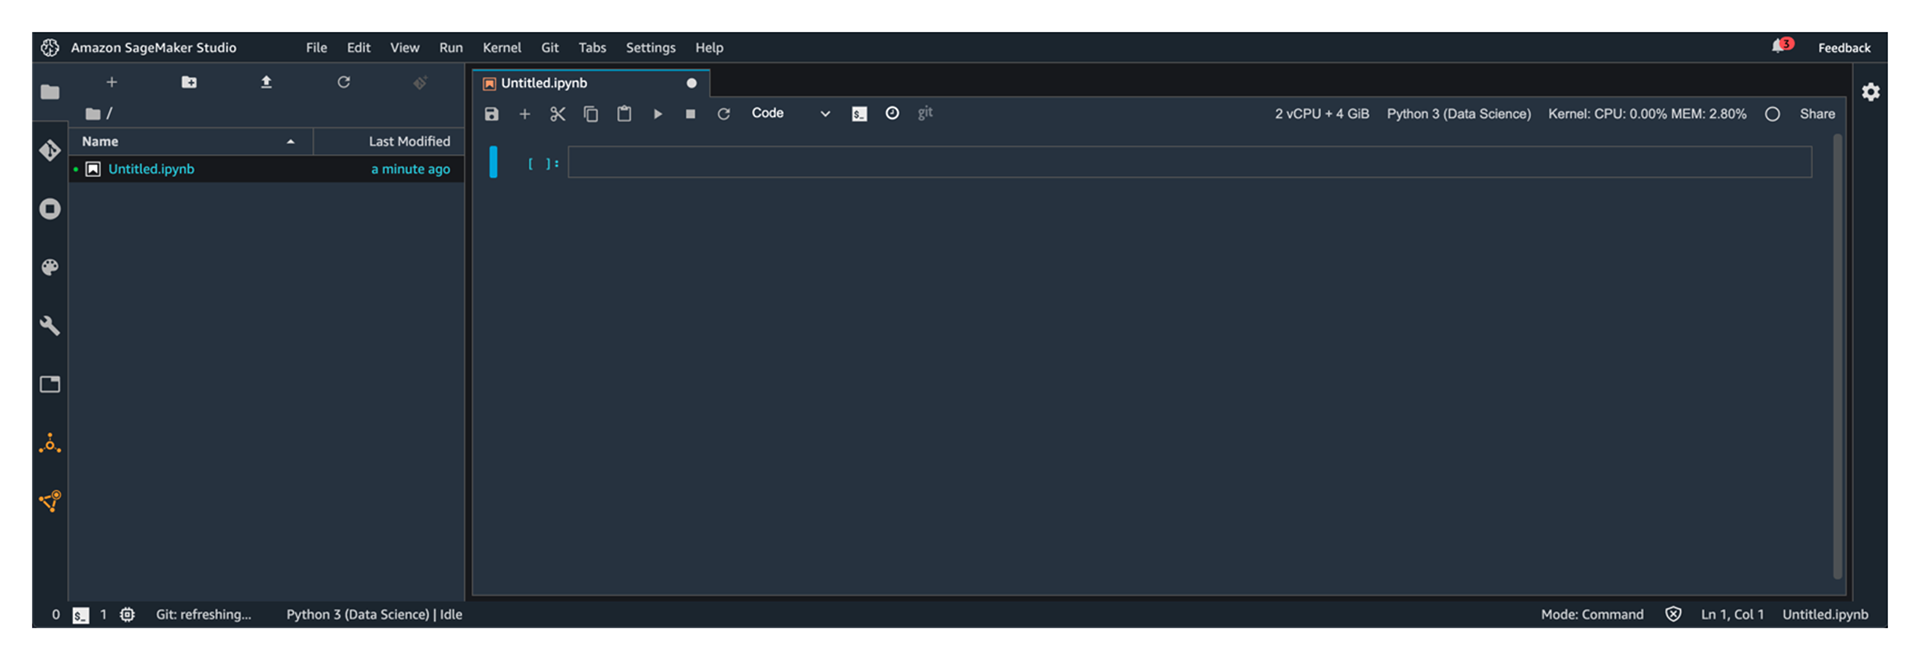 Amazon SageMaker Studio File Edit View Run Kernel Git Tabs Settings Help 3 Feedback
Untitled.ipynb
/
Code $_ git 2 vCPU + 4 GiB Python 3 (Data Science) Kernel: CPU: 0.00% MEM: 2.80% Share
Name Last Modified
Untitled.ipynb a minute ago
[ ]:
0 $_ 1 Git: refreshing... Python 3 (Data Science) | Idle Mode: Command Ln 1, Col 1 Untitled.ipynb